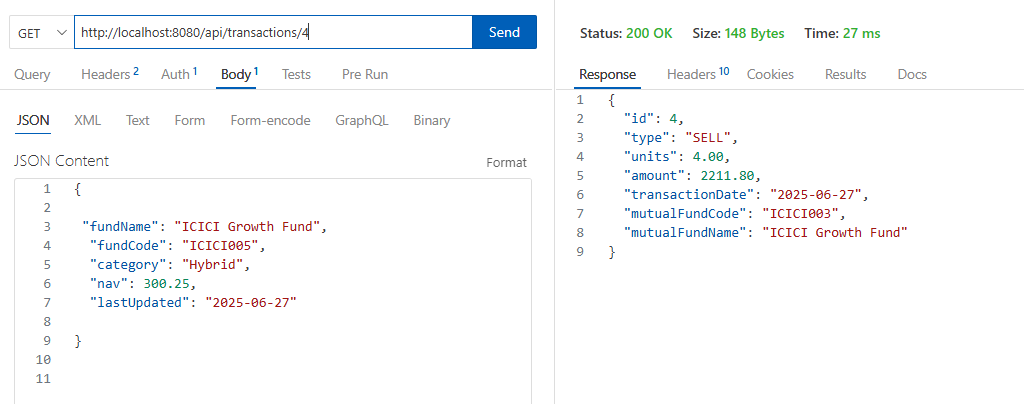 GET http://localhost:8080/api/transactions/4 Send
Query Headers 2 Auth 1 Body 1 Tests Pre Run
JSON XML Text Form Form-encode GraphQL Binary
JSON Content Format
1 {
2
3 "fundName": "ICICI Growth Fund",
4 "fundCode": "ICICI005",
5 "category": "Hybrid",
6 "nav": 300.25,
7 "lastUpdated": "2025-06-27"
8
9 }
10
11
Status: 200 OK Size: 148 Bytes Time: 27 ms
Response Headers 10 Cookies Results Docs
1 {
2 "id": 4,
3 "type": "SELL",
4 "units": 4.00,
5 "amount": 2211.80,
6 "transactionDate": "2025-06-27",
7 "mutualFundCode": "ICICI003",
8 "mutualFundName": "ICICI Growth Fund"
9 }